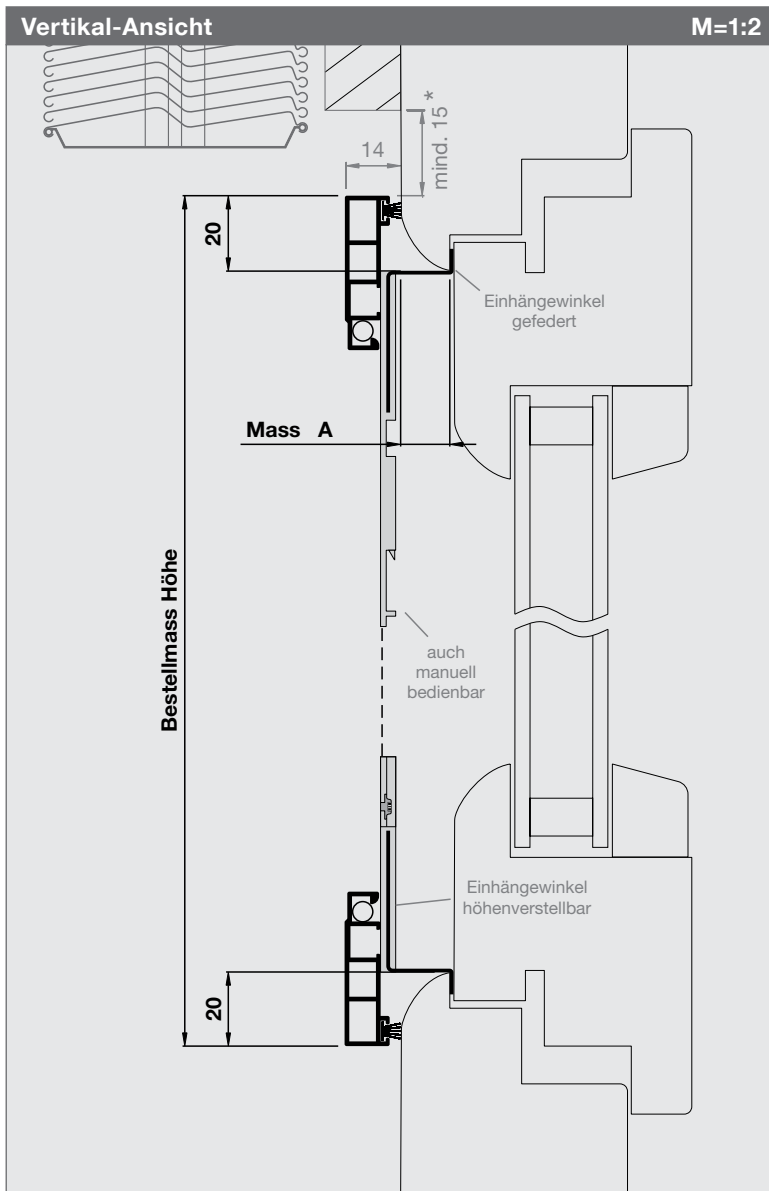 Vertikal-Ansicht M=1:2
14
mind. 15 *
20
Einhängewinkel
gefedert
Mass A
Bestellmass Höhe
auch
manuell
bedienbar
Einhängewinkel
höhenverstellbar
20